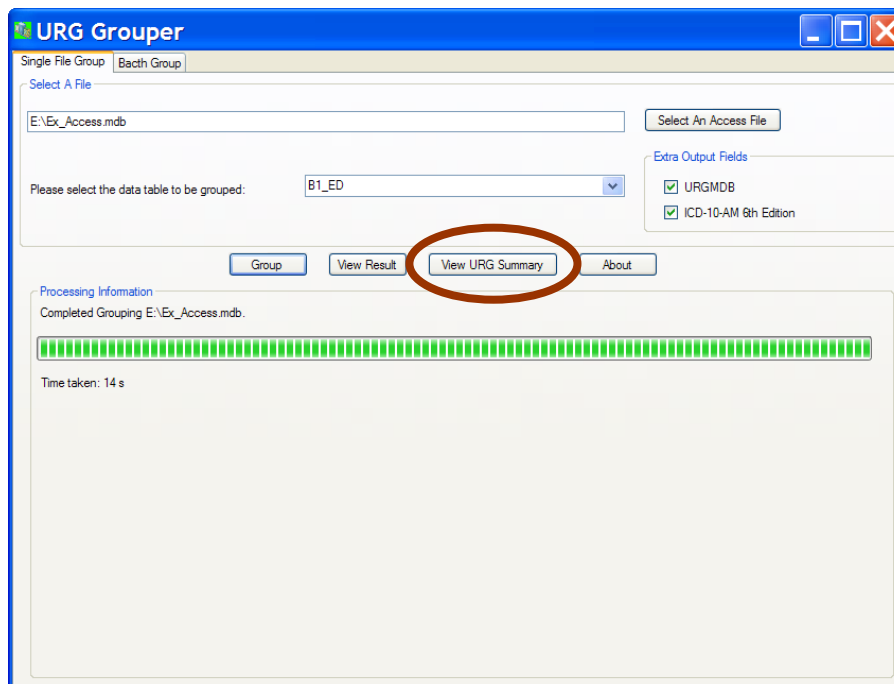 URG Grouper
Single File Group Bacth Group
Select A File
E:\Ex_Access.mdb Select An Access File
Extra Output Fields
Please select the data table to be grouped: B1_ED URGMDB
ICD-10-AM 6th Edition
Group View Result View URG Summary About
Processing Information
Completed Grouping E:\Ex_Access.mdb.
Time taken: 14 s